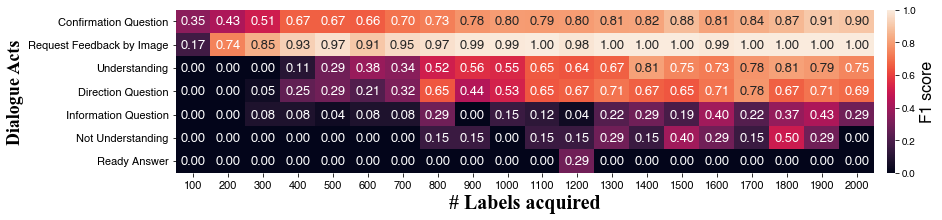 Dialogue Acts
Confirmation Question 0.35 0.43 0.51 0.67 0.67 0.66 0.70 0.73 0.78 0.80 0.79 0.80 0.81 0.82 0.88 0.81 0.84 0.87 0.91 0.90
Request Feedback by Image 0.17 0.74 0.85 0.93 0.97 0.91 0.95 0.97 0.99 0.99 1.00 0.98 1.00 1.00 1.00 0.99 1.00 1.00 1.00 1.00
Understanding 0.00 0.00 0.00 0.11 0.29 0.38 0.34 0.52 0.56 0.55 0.65 0.64 0.67 0.81 0.75 0.73 0.78 0.81 0.79 0.75
Direction Question 0.00 0.00 0.05 0.25 0.29 0.21 0.32 0.65 0.44 0.53 0.65 0.67 0.71 0.67 0.65 0.71 0.78 0.67 0.71 0.69
Information Question 0.00 0.00 0.08 0.08 0.04 0.08 0.08 0.29 0.00 0.15 0.12 0.04 0.22 0.29 0.19 0.40 0.22 0.37 0.43 0.29
Not Understanding 0.00 0.00 0.00 0.00 0.00 0.00 0.00 0.15 0.15 0.00 0.15 0.15 0.29 0.15 0.40 0.29 0.15 0.50 0.29 0.00
Ready Answer 0.00 0.00 0.00 0.00 0.00 0.00 0.00 0.00 0.00 0.00 0.00 0.29 0.00 0.00 0.00 0.00 0.00 0.00 0.00 0.00
100 200 300 400 500 600 700 800 900 1000 1100 1200 1300 1400 1500 1600 1700 1800 1900 2000
# Labels acquired
1.0
0.8
0.6
0.4
0.2
0.0
F1 score